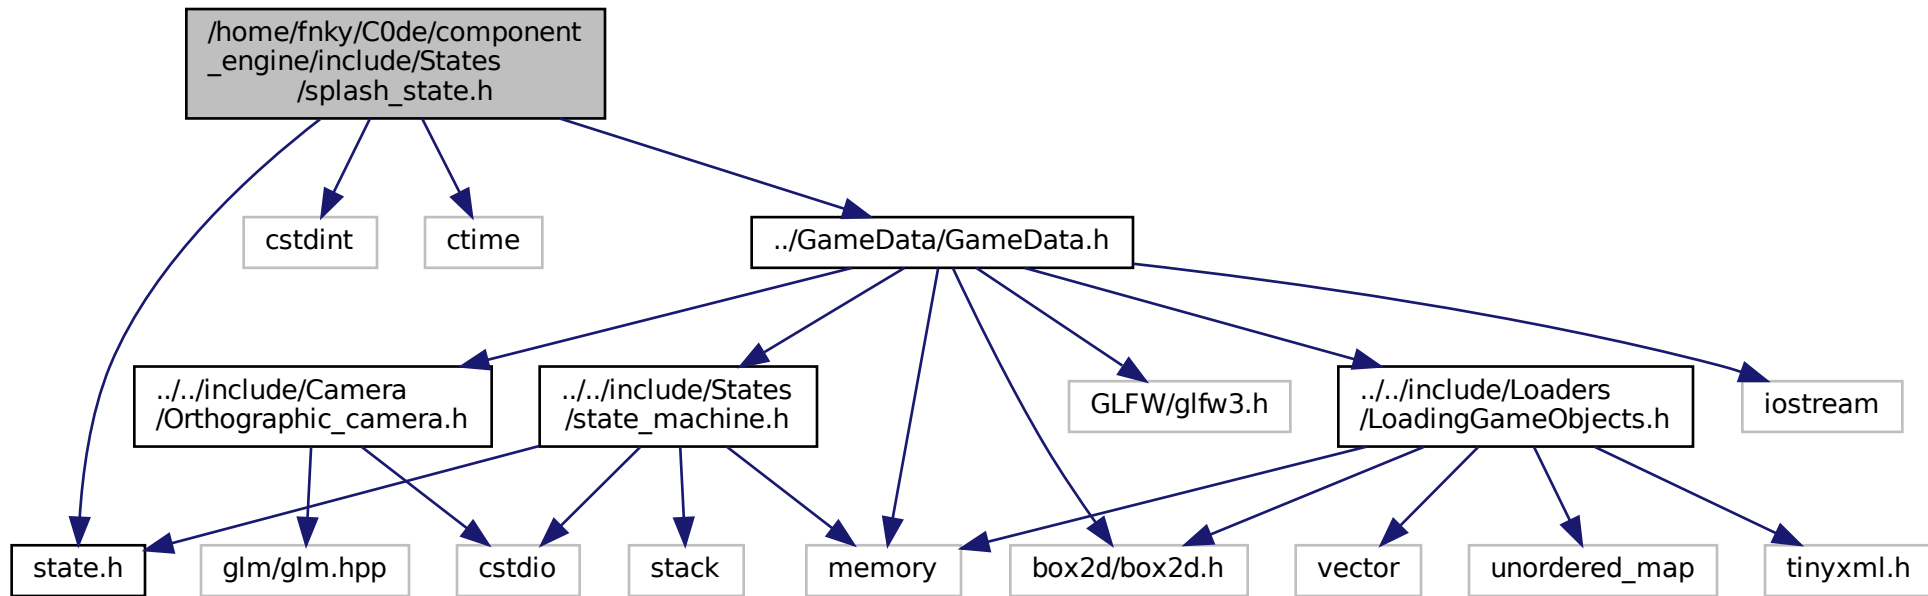 /home/fnky/C0de/component
_engine/include/States
/splash_state.h
cstdint
ctime
../GameData/GameData.h
../../include/Camera
/Orthographic_camera.h
../../include/States
/state_machine.h
GLFW/glfw3.h
../../include/Loaders
/LoadingGameObjects.h
iostream
state.h
glm/glm.hpp
cstdio
stack
memory
box2d/box2d.h
vector
unordered_map
tinyxml.h